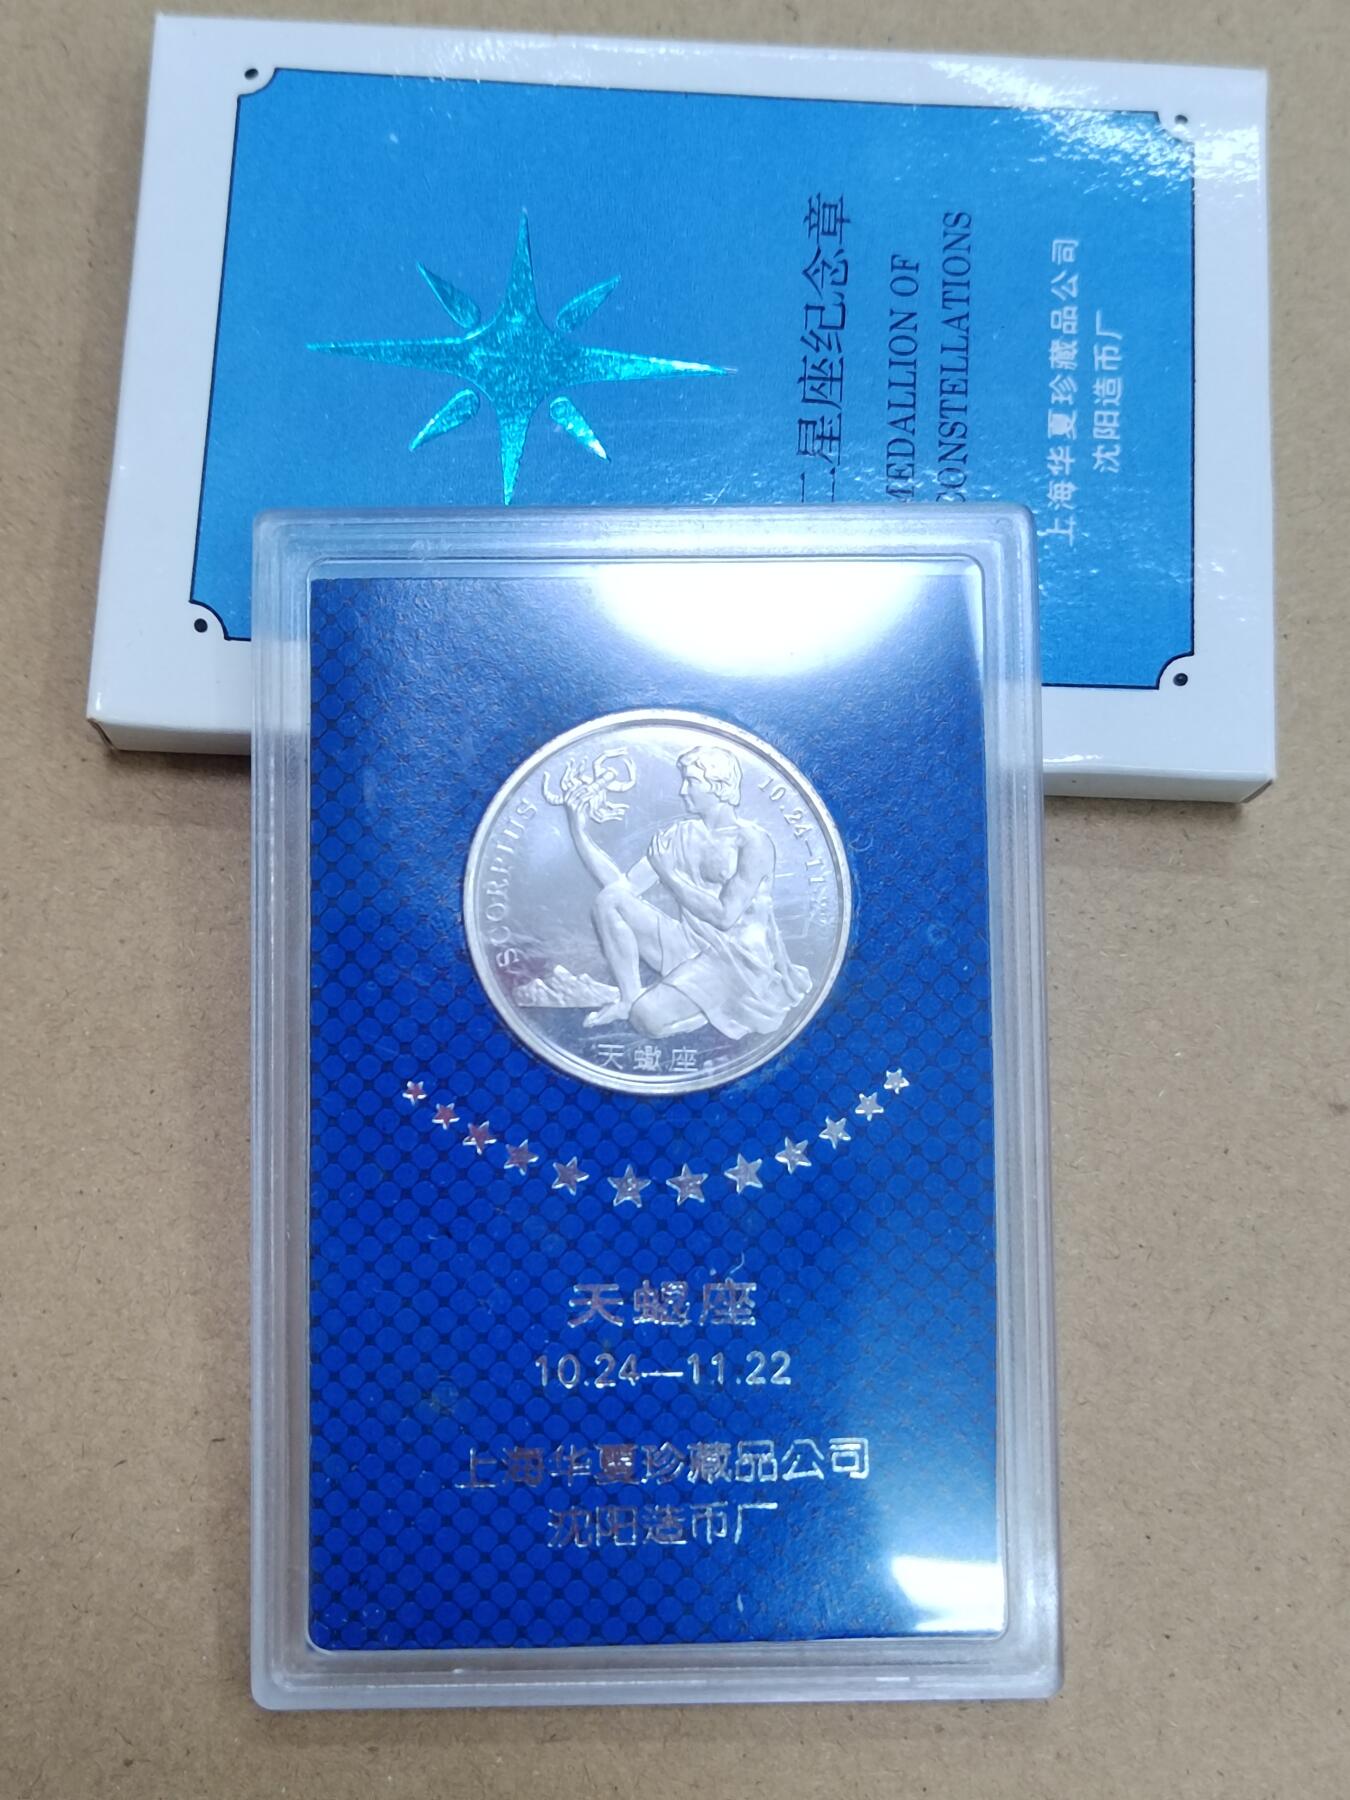 二星座纪念章
MEDALLION OF
CONSTELLATIONS
上海华夏珍藏品公司
沈阳造币厂
SCORPIUS
10.24-11.22
天蠍座
天蝎座
10.24—11.22
上海华夏珍藏品公司
沈阳造币厂